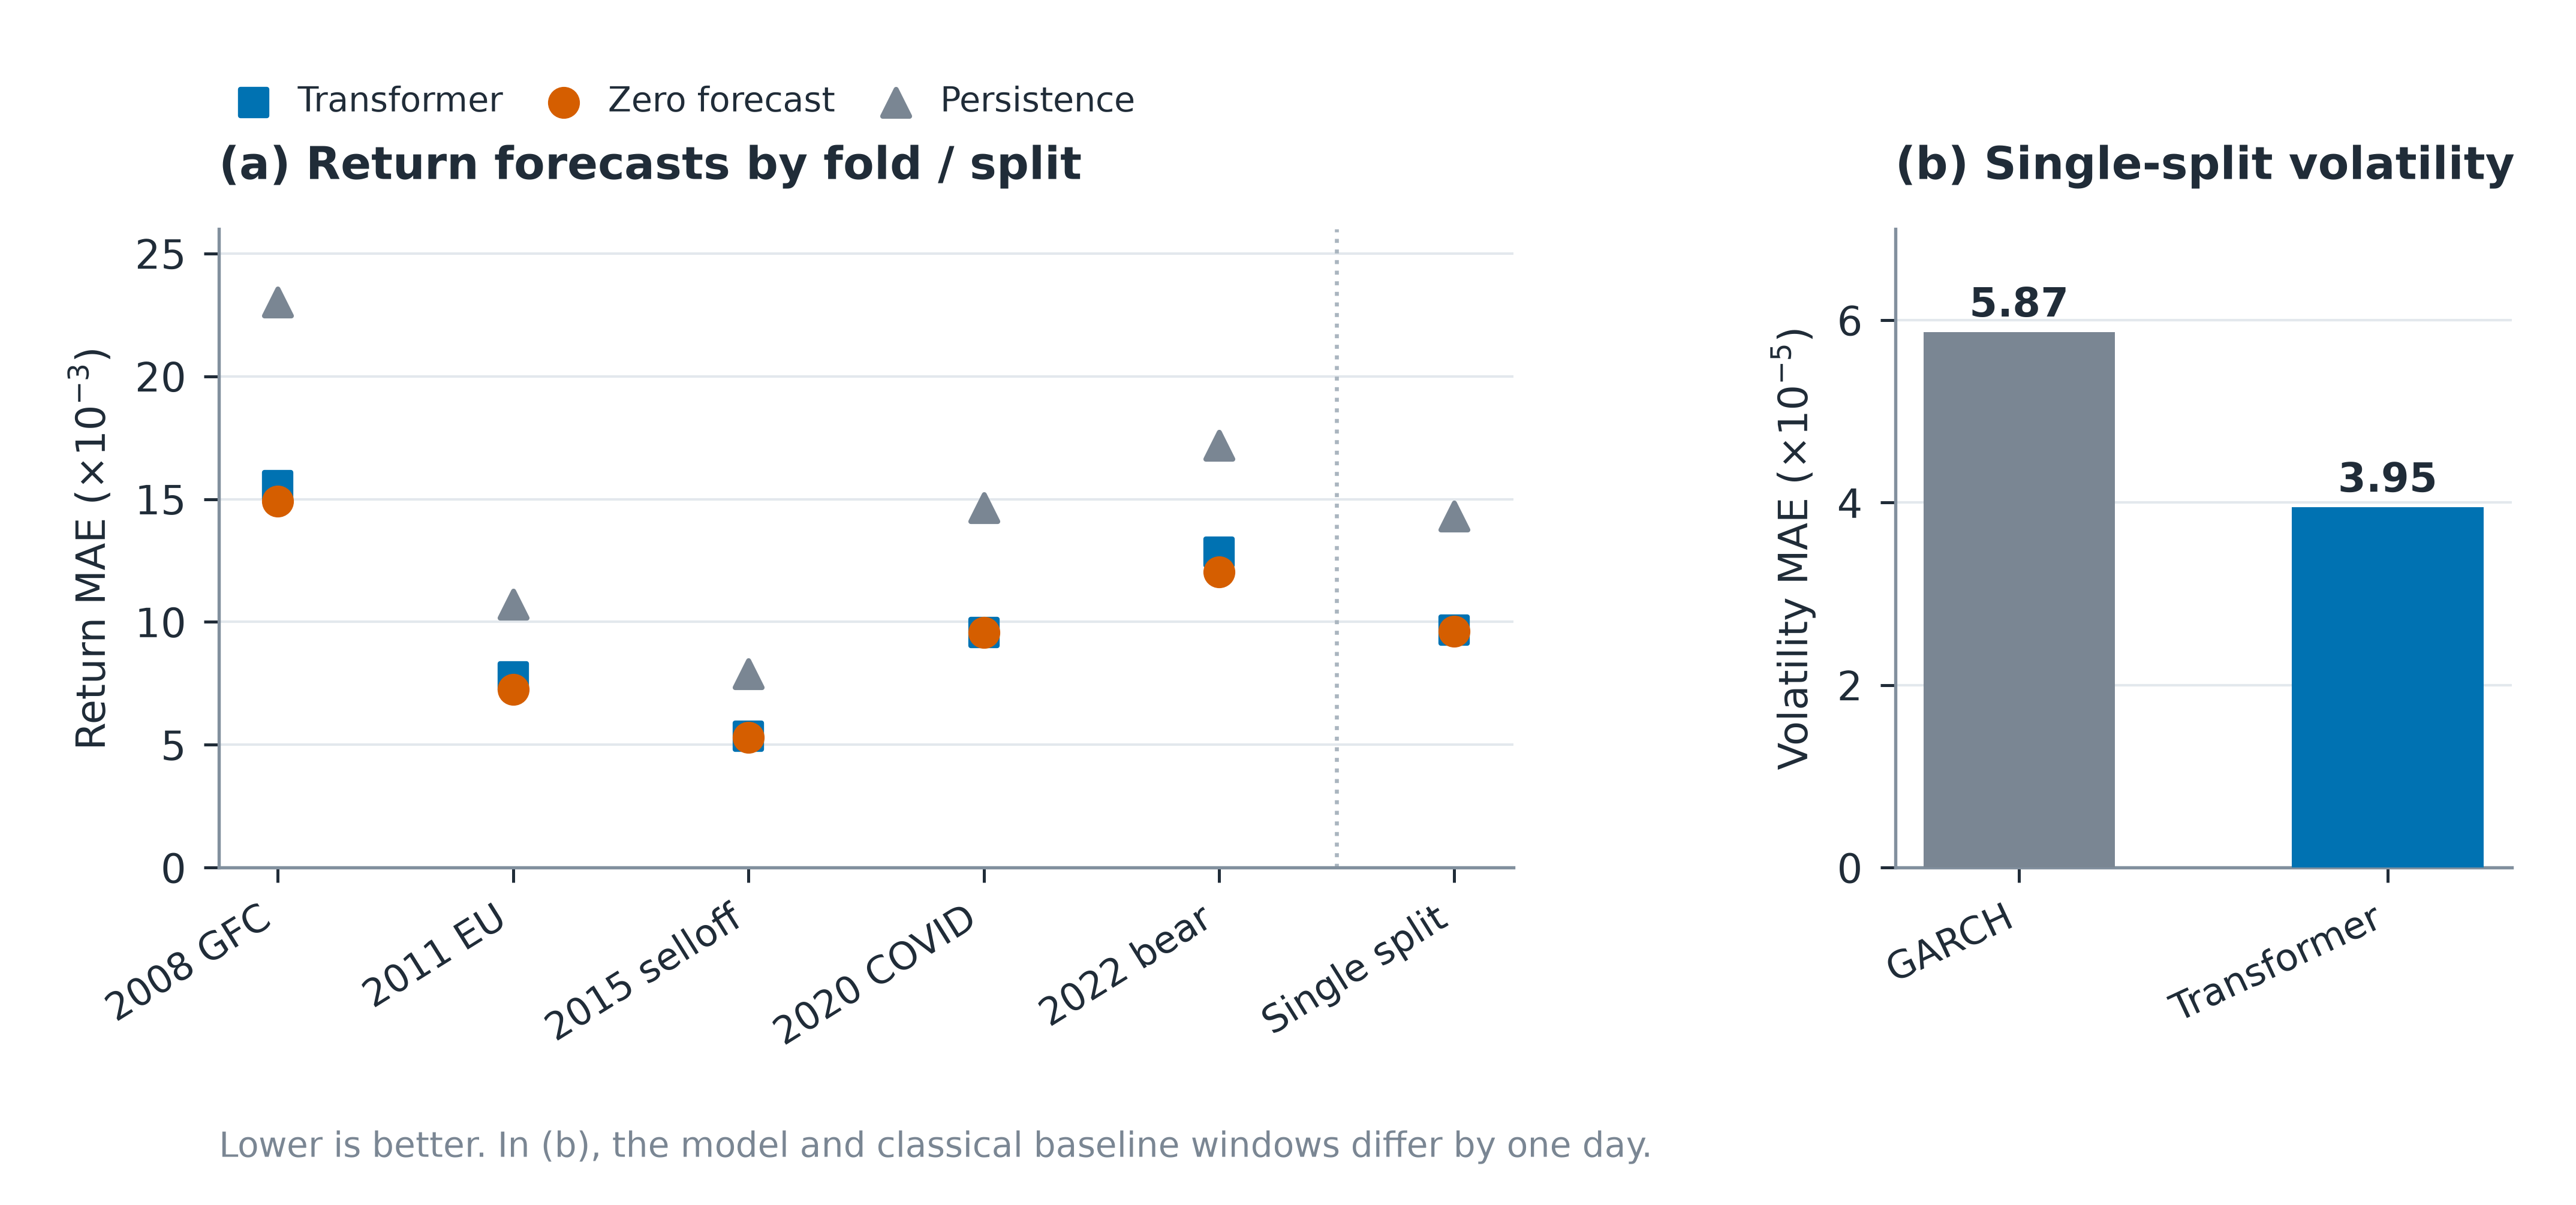 Transformer Zero forecast Persistence
(a) Return forecasts by fold / split
Return MAE (×10⁻³)
25
20
15
10
5
0
2008 GFC
2011 EU
2015 selloff
2020 COVID
2022 bear
Single split
(b) Single-split volatility
Volatility MAE (×10⁻⁵)
6
4
2
0
5.87
3.95
GARCH
Transformer
Lower is better. In (b), the model and classical baseline windows differ by one day.